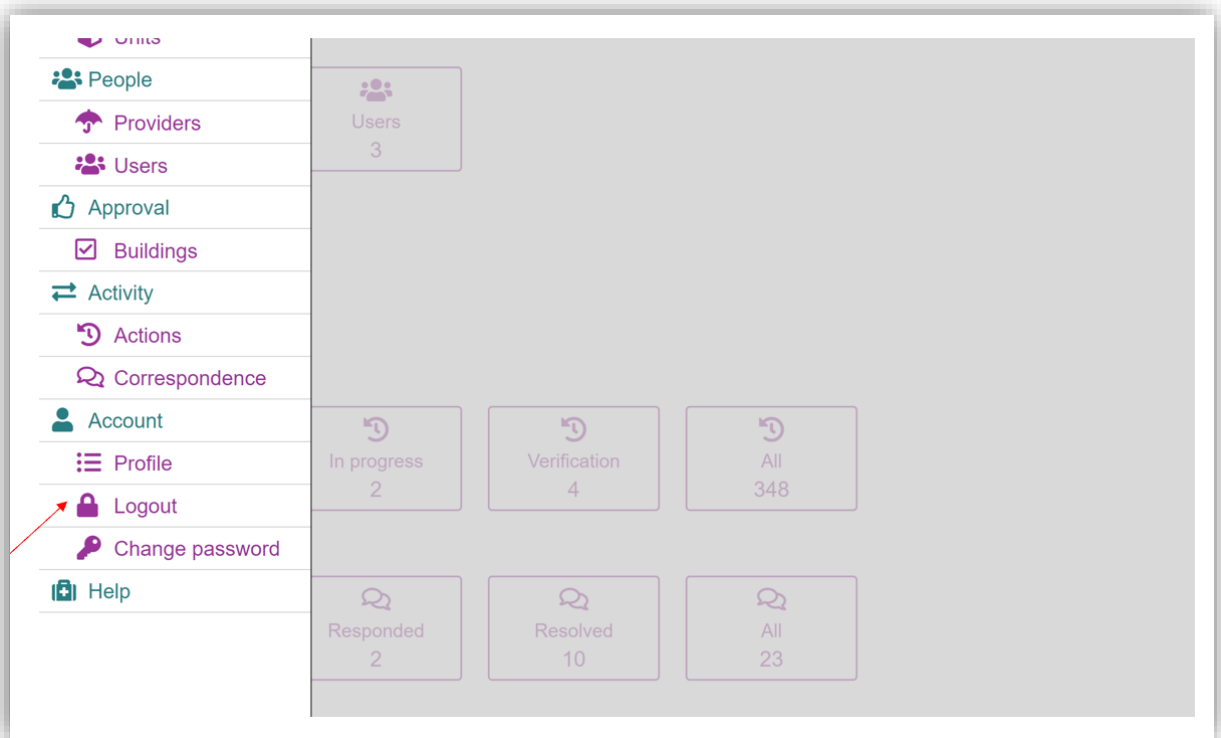 Units
People
Providers
Users
Approval
Buildings
Activity
Actions
Correspondence
Account
Profile
Logout
Change password
Help
Users
3
In progress
2
Verification
4
All
348
Responded
2
Resolved
10
All
23